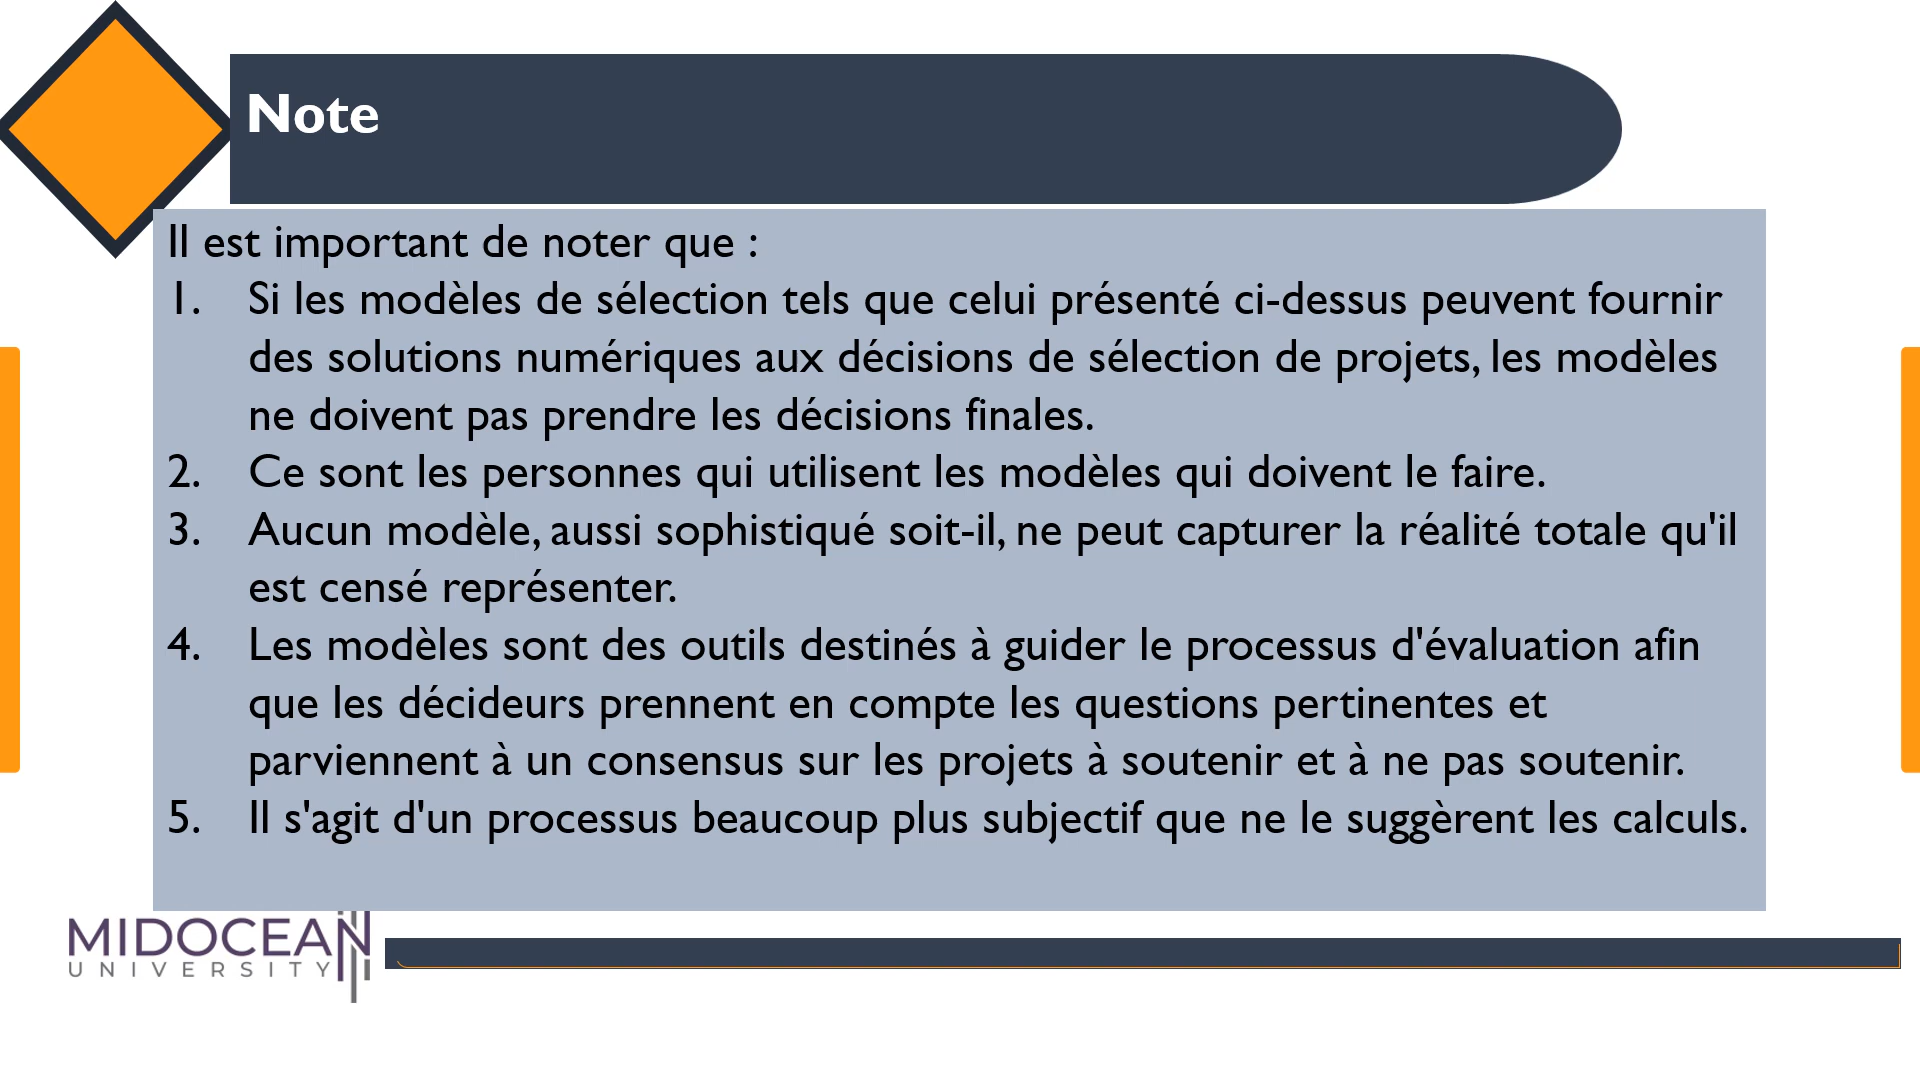 Note
Il est important de noter que :
1. Si les modèles de sélection tels que celui présenté ci-dessus peuvent fournir
des solutions numériques aux décisions de sélection de projets, les modèles
ne doivent pas prendre les décisions finales.
2. Ce sont les personnes qui utilisent les modèles qui doivent le faire.
3. Aucun modèle, aussi sophistiqué soit-il, ne peut capturer la réalité totale qu'il
est censé représenter.
4. Les modèles sont des outils destinés à guider le processus d'évaluation afin
que les décideurs prennent en compte les questions pertinentes et
parviennent à un consensus sur les projets à soutenir et à ne pas soutenir.
5. Il s'agit d'un processus beaucoup plus subjectif que ne le suggèrent les calculs.
MIDOCEAN
UNIVERSITY